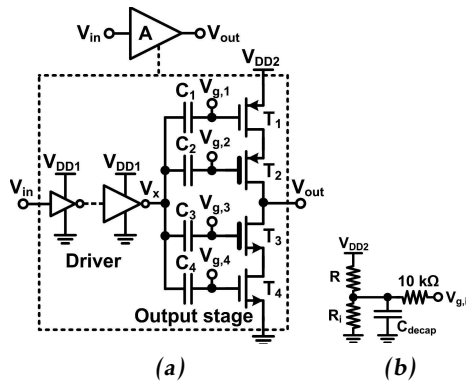 V_in A V_out
V_DD2
C_1 V_g,1
T_1
C_2 V_g,2
V_DD1 V_DD1
T_2
V_in V_x V_out
C_3 V_g,3
T_3
V_DD2
Driver C_4 V_g,4
R 10 kΩ
T_4
V_g,i
Output stage
R_i C_decap
(a) (b)